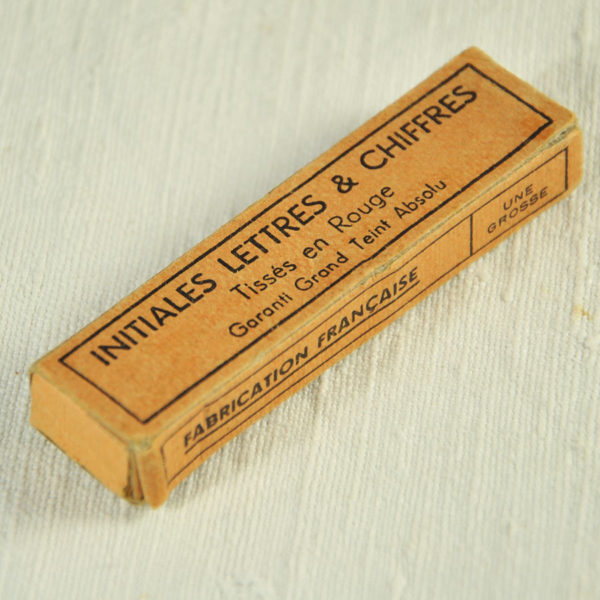 INITIALES LETTRES & CHIFFRES
Tissés en Rouge
Garanti Grand Teint Absolu
FABRICATION FRANÇAISE
UNE
GROSSE